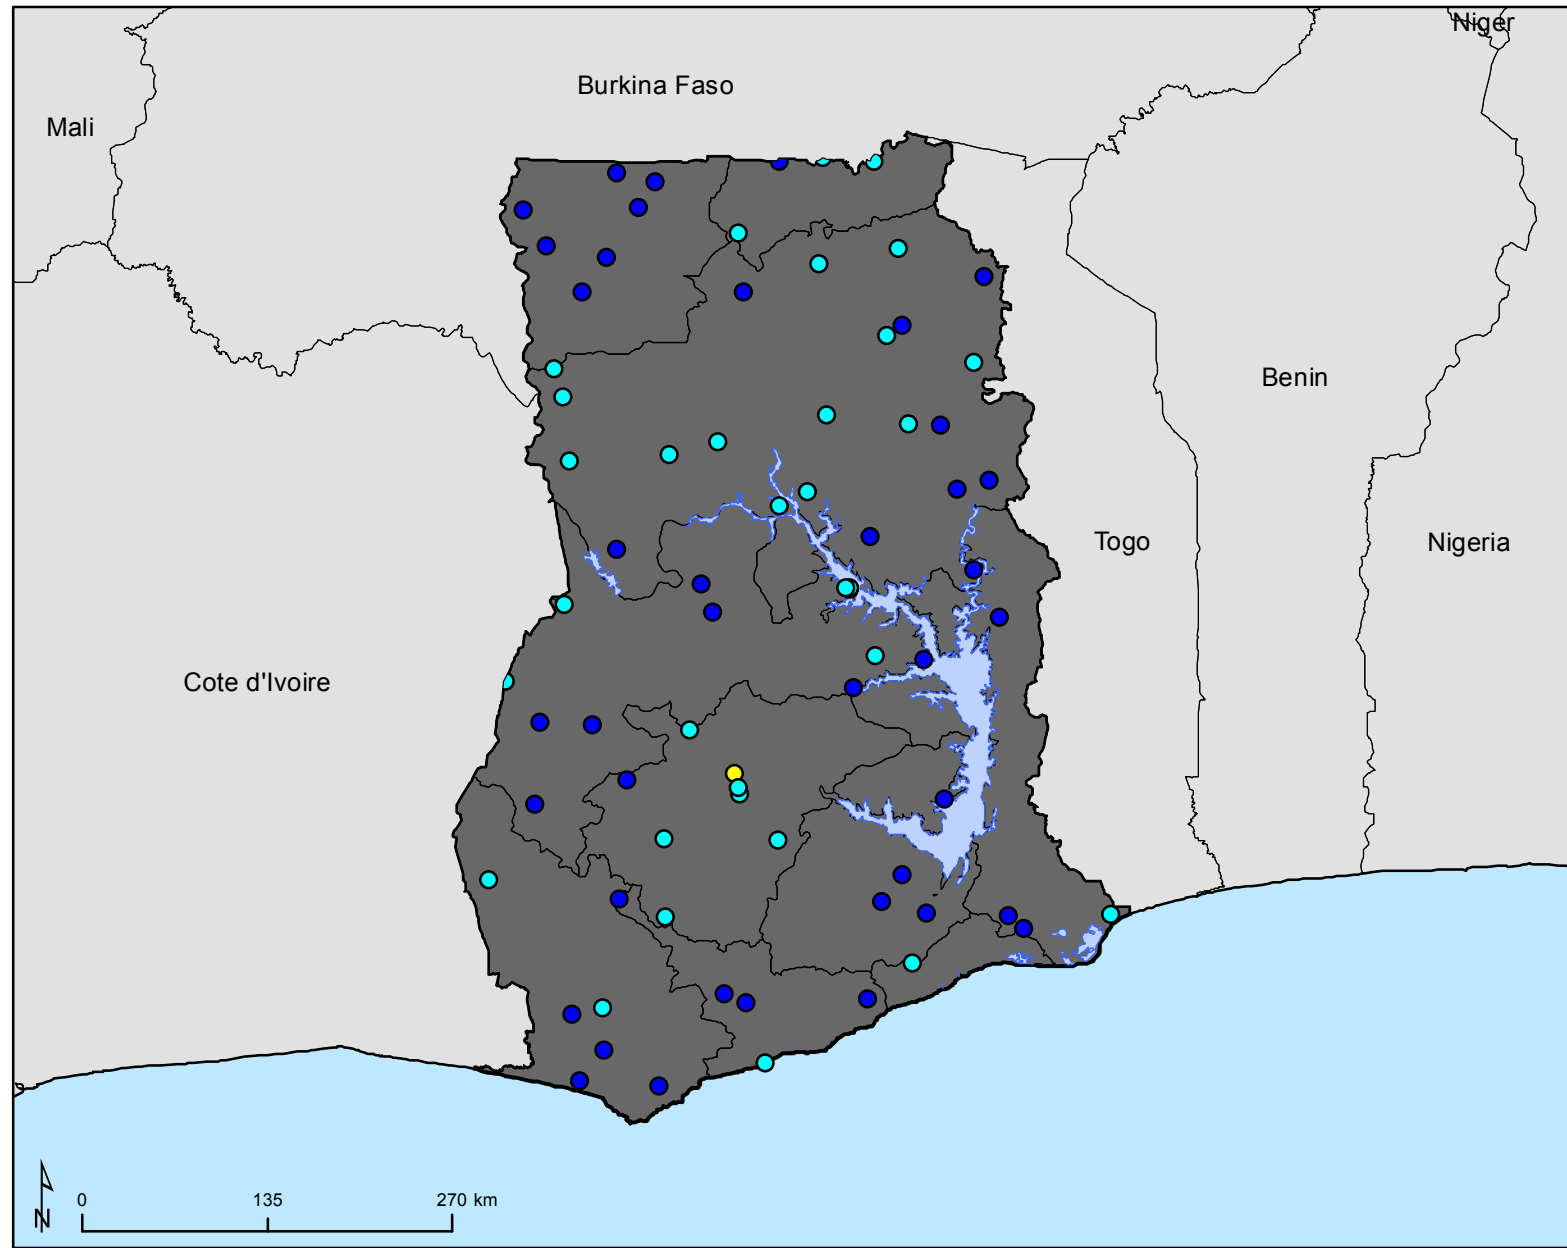 Niger
Burkina Faso
Mali
Benin
Togo
Nigeria
Cote d'Ivoire
N
0 135 270 km